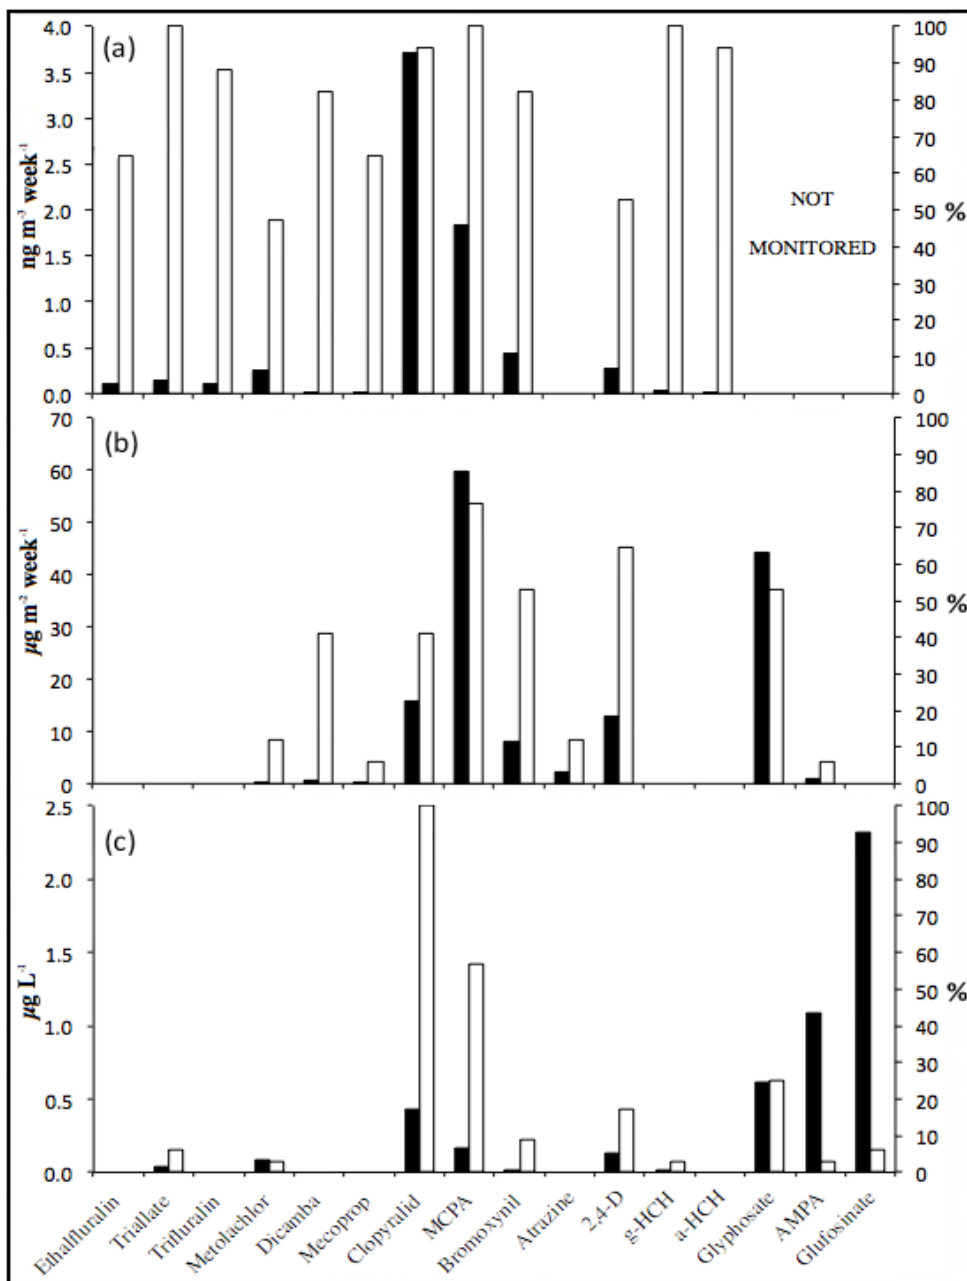 (a)
4.0
3.5
3.0
2.5
2.0
1.5
1.0
0.5
0.0
ng m⁻³ week⁻¹
100
90
80
70
60
50
40
30
20
10
0
%
NOT
MONITORED
(b)
70
60
50
40
30
20
10
0
µg m⁻² week⁻¹
100
90
80
70
60
50
40
30
20
10
0
%
(c)
2.5
2.0
1.5
1.0
0.5
0.0
µg L⁻¹
100
90
80
70
60
50
40
30
20
10
0
%
Ethalfluralin
Triallate
Trifluralin
Metolachlor
Dicamba
Mecoprop
Clopyralid
MCPA
Bromoxynil
Atrazine
2,4-D
g-HCH
a-HCH
Glyphosate
AMPA
Glufosinate